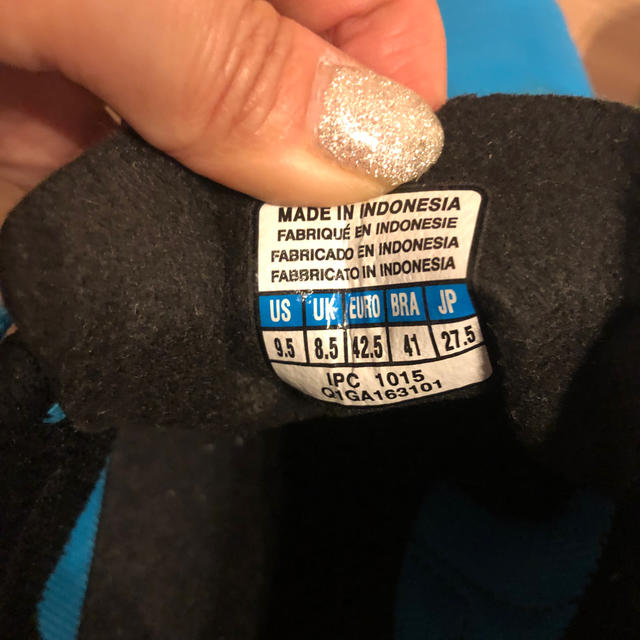 MADE IN INDONESIA
FABRIQUÉ EN INDONESIE
FABRICADO EN INDONESIA
FABBRICATO IN INDONESIA
US UK EURO BRA JP
9.5 8.5 42.5 41 27.5
IPC 1015
Q1GA163101